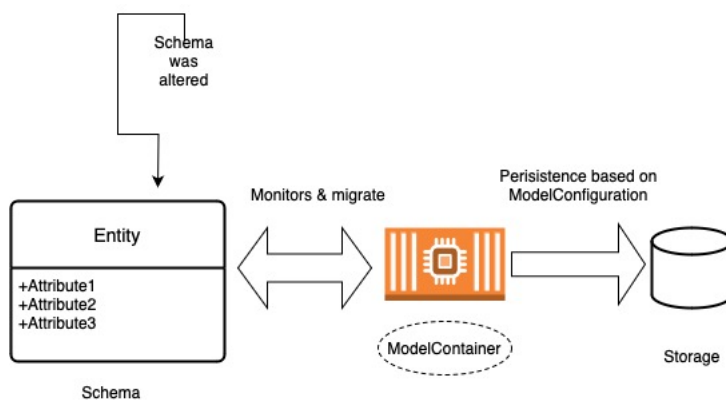 Schema
was
altered
Monitors & migrate
Perisistence based on
ModelConfiguration
Entity
+Attribute1
+Attribute2
+Attribute3
ModelContainer
Schema
Storage